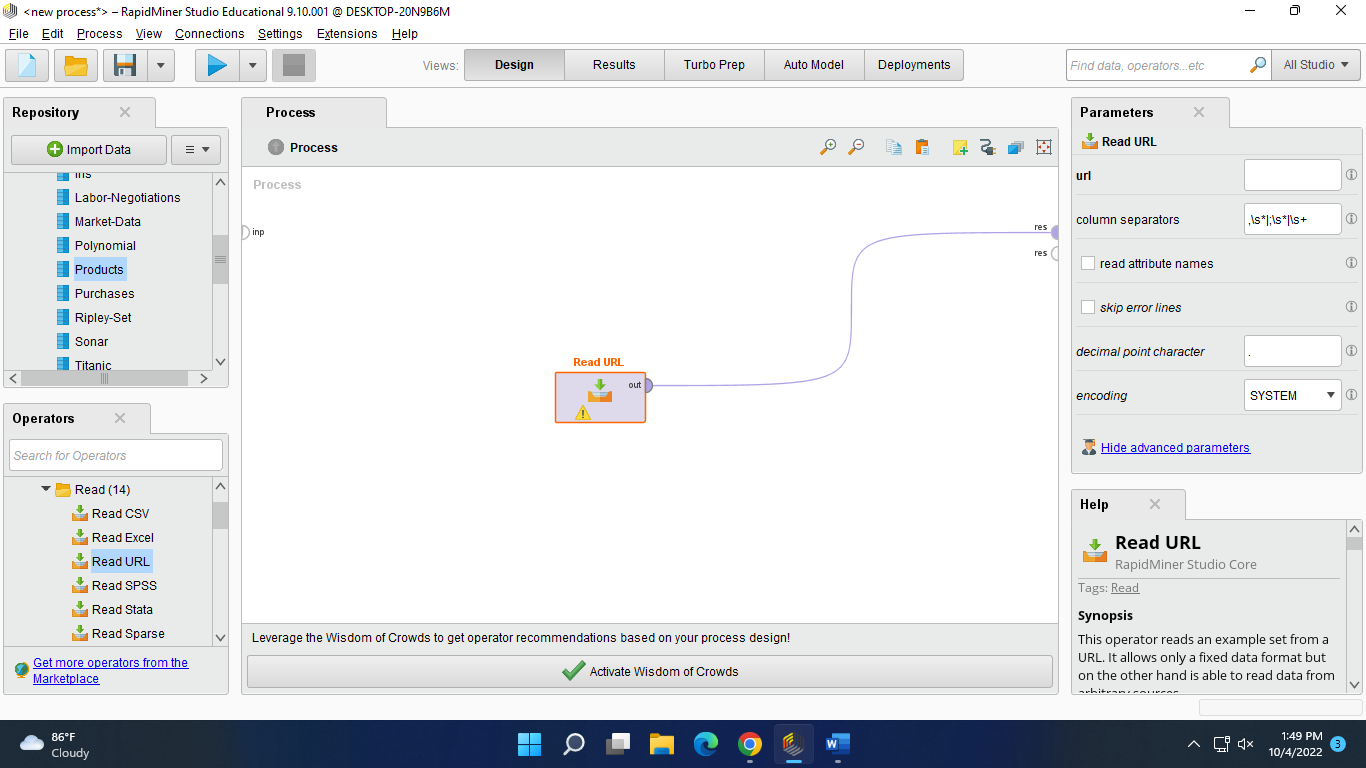 <new process*> – RapidMiner Studio Educational 9.10.001 @ DESKTOP-20N9B6M
File Edit Process View Connections Settings Extensions Help
Views: Design Results Turbo Prep Auto Model Deployments
Find data, operators...etc
All Studio
Repository
Import Data
Labor-Negotiations
Market-Data
Polynomial
Products
Purchases
Ripley-Set
Sonar
Titanic
Operators
Search for Operators
Read (14)
Read CSV
Read Excel
Read URL
Read SPSS
Read Stata
Read Sparse
Get more operators from the
Marketplace
Process
Process
Process
inp
res
res
Read URL
out
Leverage the Wisdom of Crowds to get operator recommendations based on your process design!
Activate Wisdom of Crowds
Parameters
Read URL
url
column separators ,\s*|;\s*|\s+
read attribute names
skip error lines
decimal point character .
encoding SYSTEM
Hide advanced parameters
Help
Read URL
RapidMiner Studio Core
Tags: Read
Synopsis
This operator reads an example set from a
URL. It allows only a fixed data format but
on the other hand is able to read data from
arbitrary sources
86°F
Cloudy
1:49 PM
10/4/2022
3